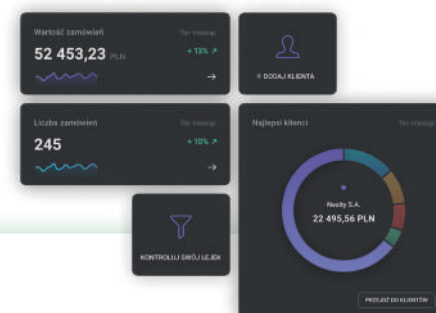 Wartość zamówień
Ten miesiąc
52 453,23 PLN
+ 13% ↗
+ DODAJ KLIENTA
Liczba zamówień
Ten miesiąc
245
+ 10% ↗
Najlepsi klienci
Ten miesiąc
Nexity S.A.
22 495,56 PLN
KONTROLUJ SWÓJ LEJEK
PRZEJDŹ DO KLIENTÓW